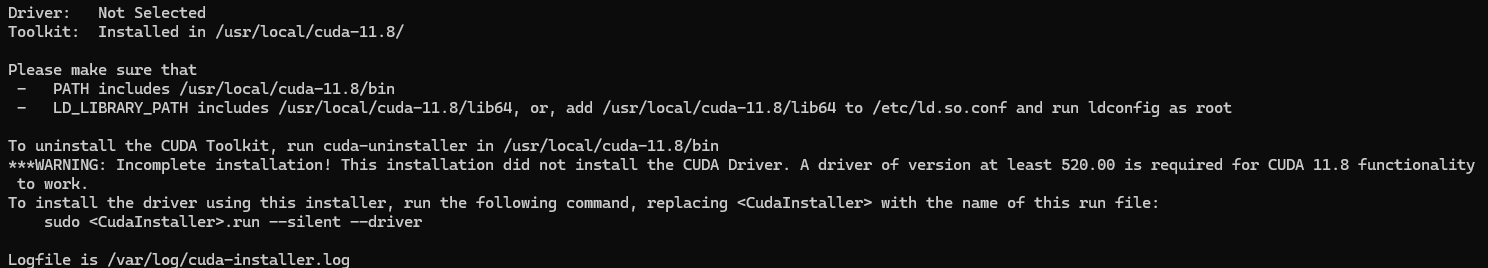 Driver:   Not Selected
Toolkit:  Installed in /usr/local/cuda-11.8/

Please make sure that
 -   PATH includes /usr/local/cuda-11.8/bin
 -   LD_LIBRARY_PATH includes /usr/local/cuda-11.8/lib64, or, add /usr/local/cuda-11.8/lib64 to /etc/ld.so.conf and run ldconfig as root

To uninstall the CUDA Toolkit, run cuda-uninstaller in /usr/local/cuda-11.8/bin
***WARNING: Incomplete installation! This installation did not install the CUDA Driver. A driver of version at least 520.00 is required for CUDA 11.8 functionality
 to work.
To install the driver using this installer, run the following command, replacing <CudaInstaller> with the name of this run file:
    sudo <CudaInstaller>.run --silent --driver

Logfile is /var/log/cuda-installer.log